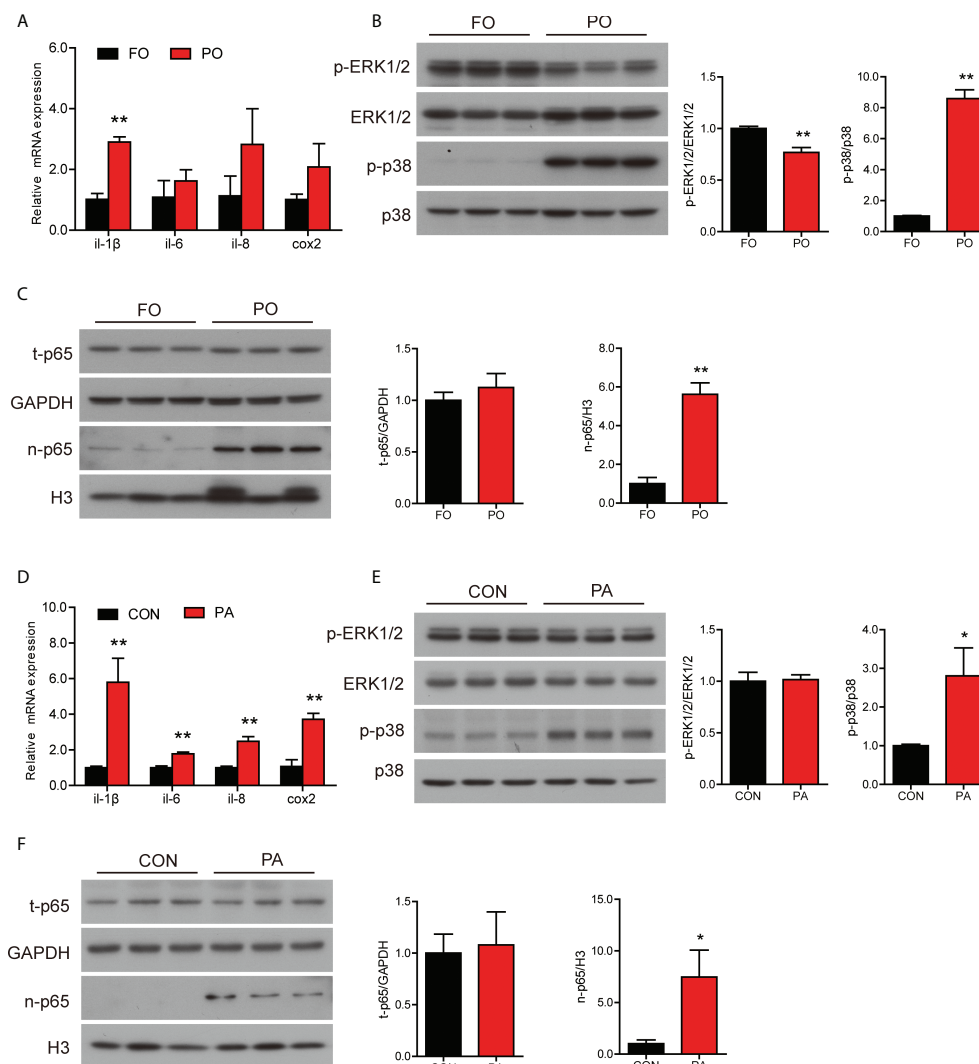 A
6.0
4.0
2.0
0.0
Relative mRNA expression
FO PO
**
il-1β il-6 il-8 cox2
B
FO PO
p-ERK1/2
ERK1/2
p-p38
p38
1.5
1.0
0.5
0.0
p-ERK1/2/ERK1/2
**
FO PO
10.0
8.0
6.0
4.0
2.0
0.0
p-p38/p38
**
FO PO
C
FO PO
t-p65
GAPDH
n-p65
H3
1.5
1.0
0.5
0.0
t-p65/GAPDH
FO PO
8.0
6.0
4.0
2.0
0.0
n-p65/H3
**
FO PO
D
10.0
8.0
6.0
4.0
2.0
0.0
Relative mRNA expression
CON PA
** ** ** **
il-1β il-6 il-8 cox2
E
CON PA
p-ERK1/2
ERK1/2
p-p38
p38
1.5
1.0
0.5
0.0
p-ERK1/2/ERK1/2
CON PA
4.0
3.0
2.0
1.0
0.0
p-p38/p38
*
CON PA
F
CON PA
t-p65
GAPDH
n-p65
H3
1.5
1.0
0.5
0.0
t-p65/GAPDH
CON PA
15.0
10.0
5.0
0.0
n-p65/H3
*
CON PA